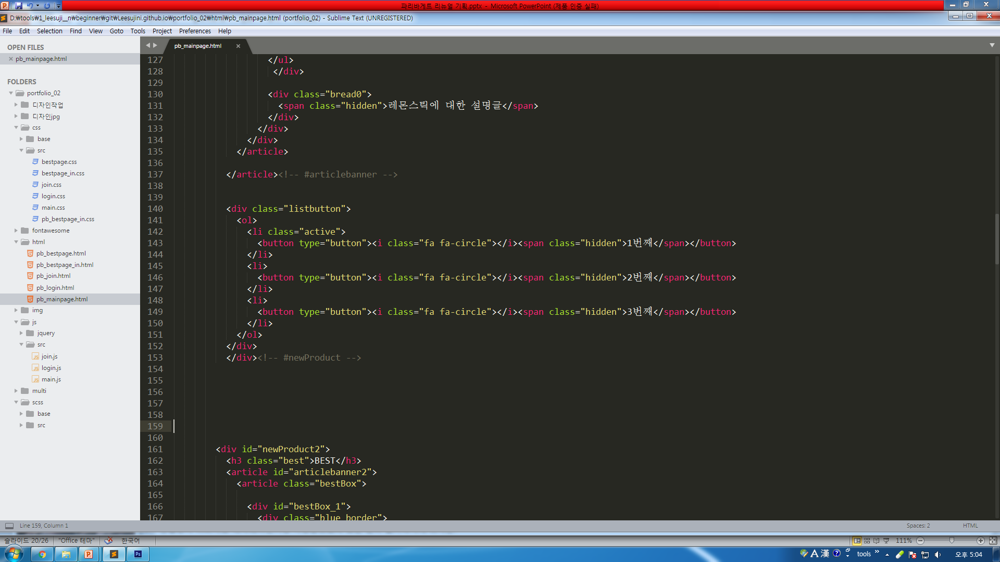 파리바게트 리뉴얼 기획.pptx - Microsoft PowerPoint (제품 인증 실패)
D:\tools\1_leesuji__n\beginner\git\Leesujini.github.io\portfolio_02\html\pb_mainpage.html (portfolio_02) - Sublime Text (UNREGISTERED)
File Edit Selection Find View Goto Tools Project Preferences Help
OPEN FILES
pb_mainpage.html
FOLDERS
portfolio_02
디자인작업
디자인jpg
css
base
src
bestpage.css
bestpage_in.css
join.css
login.css
main.css
pb_bestpage_in.css
fontawesome
html
pb_bestpage.html
pb_bestpage_in.html
pb_join.html
pb_login.html
pb_mainpage.html
img
js
jquery
src
join.js
login.js
main.js
multi
scss
base
src
pb_mainpage.html
127 </ul>
128 </div>
129
130 <div class="bread0">
131 <span class="hidden">레몬스틱에 대한 설명글</span>
132 </div>
133 </div>
134 </div>
135 </article>
136
137 </article><!-- #articlebanner -->
138
139
140 <div class="listbutton">
141 <ol>
142 <li class="active">
143 <button type="button"><i class="fa fa-circle"></i><span class="hidden">1번째</span></button>
144 </li>
145 <li>
146 <button type="button"><i class="fa fa-circle"></i><span class="hidden">2번째</span></button>
147 </li>
148 <li>
149 <button type="button"><i class="fa fa-circle"></i><span class="hidden">3번째</span></button>
150 </li>
151 </ol>
152 </div>
153 </div><!-- #newProduct -->
154
155
156
157
158
159
160
161 <div id="newProduct2">
162 <h3 class="best">BEST</h3>
163 <article id="articlebanner2">
164 <article class="bestBox">
165
166 <div id="bestBox_1">
167 <div class="blue border">
Line 159, Column 1 Spaces: 2 HTML
슬라이드 20/26 "Office 테마" 한국어 111%
A 漢 tools 오후 5:04